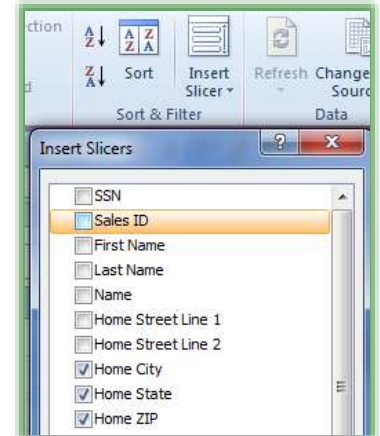 ction
A Z
Z A
A Z
Z A
Sort
Insert
Slicer
Refresh
Change
Sour
Sort & Filter
Data
Insert Slicers
?
X
SSN
Sales ID
First Name
Last Name
Name
Home Street Line 1
Home Street Line 2
Home City
Home State
Home ZIP